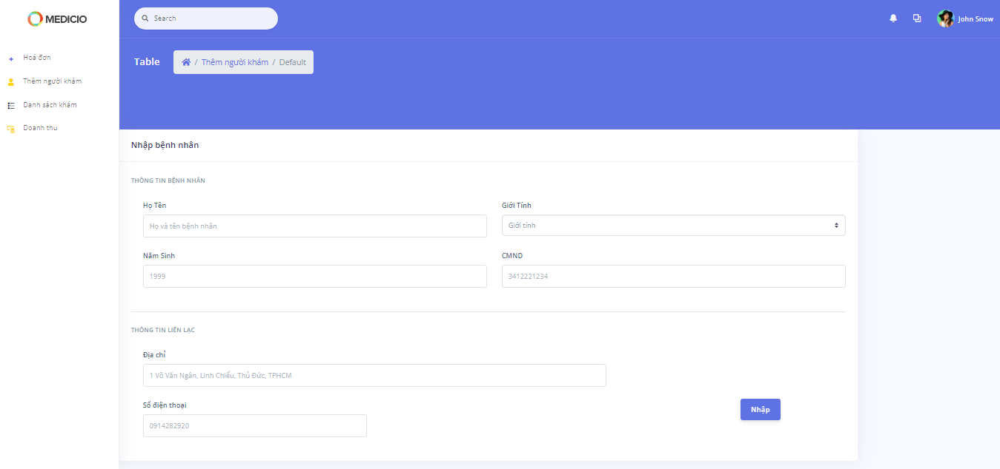 MEDICIO
Search
John Snow
Hoá đơn
Thêm người khám
Danh sách khám
Doanh thu
Table
/ Thêm người khám / Default
Nhập bệnh nhân
THÔNG TIN BỆNH NHÂN
Họ Tên
Giới Tính
Họ và tên bệnh nhân
Giới tính
Năm Sinh
CMND
1999
3412221234
THÔNG TIN LIÊN LẠC
Địa chỉ
1 Võ Văn Ngân, Linh Chiểu, Thủ Đức, TPHCM
Số điện thoại
0914282920
Nhập